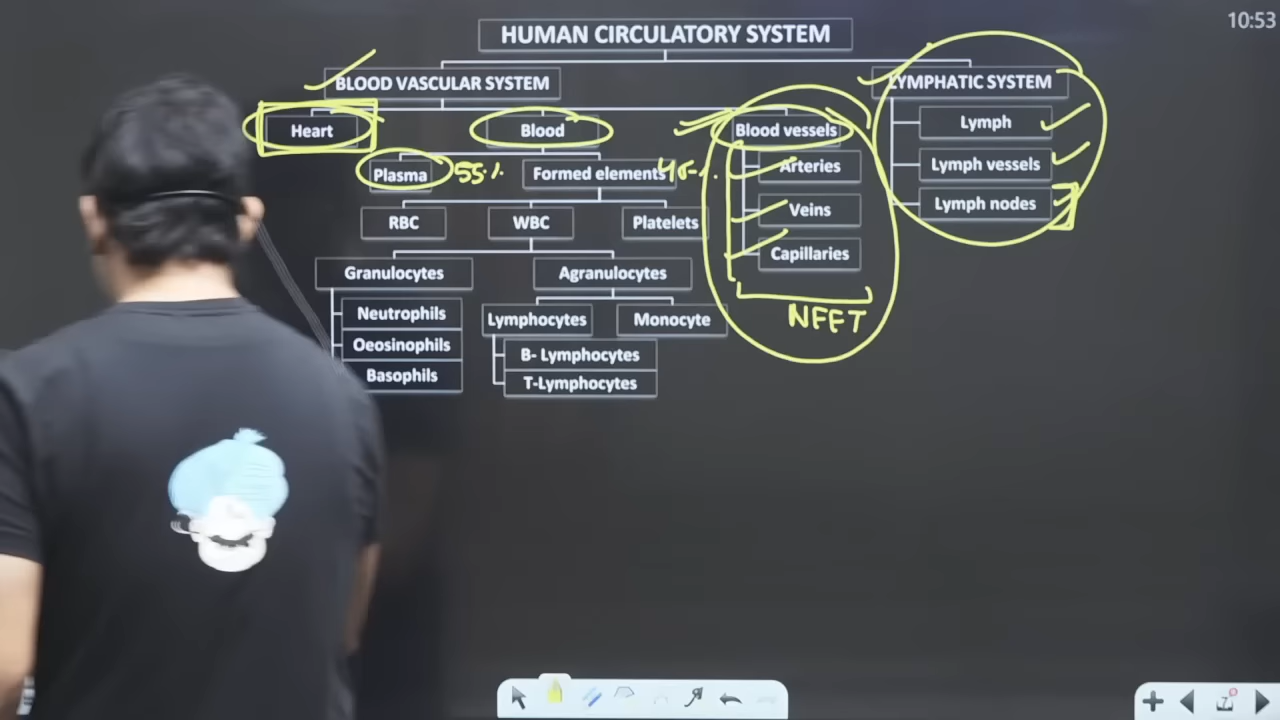 10:53
HUMAN CIRCULATORY SYSTEM
BLOOD VASCULAR SYSTEM
LYMPHATIC SYSTEM
Heart
Blood
Blood vessels
Lymph
Plasma
55%
Formed elements
45%
Arteries
Lymph vessels
RBC
WBC
Platelets
Veins
Lymph nodes
Capillaries
Granulocytes
Agranulocytes
Neutrophils
Lymphocytes
Monocyte
NEET
Oeosinophils
B- Lymphocytes
Basophils
T-Lymphocytes